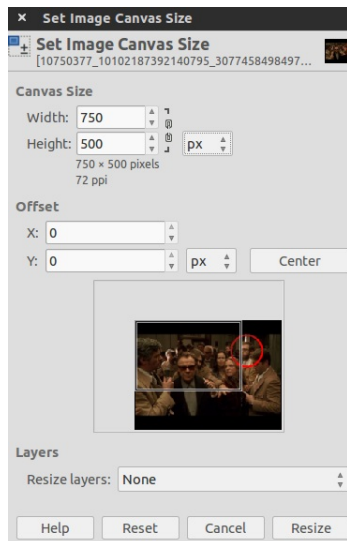 Set Image Canvas Size
Set Image Canvas Size
[10750377_10102187392140795_3077458498497...
Canvas Size
Width: 750
Height: 500 px
750 × 500 pixels
72 ppi
Offset
X: 0
Y: 0 px Center
Layers
Resize layers: None
Help Reset Cancel Resize